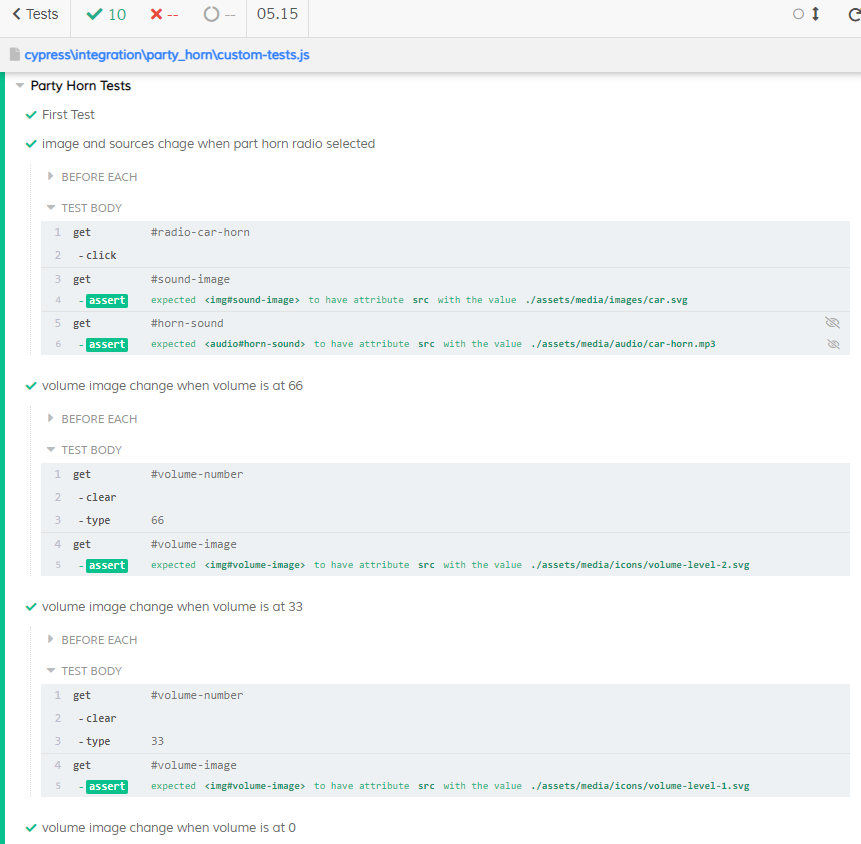 Tests 10 -- -- 05.15
cypress\integration\party_horn\custom-tests.js
Party Horn Tests
First Test
image and sources chage when part horn radio selected
BEFORE EACH
TEST BODY
1 get #radio-car-horn
2 -click
3 get #sound-image
4 -assert expected <img#sound-image> to have attribute src with the value ./assets/media/images/car.svg
5 get #horn-sound
6 -assert expected <audio#horn-sound> to have attribute src with the value ./assets/media/audio/car-horn.mp3
volume image change when volume is at 66
BEFORE EACH
TEST BODY
1 get #volume-number
2 -clear
3 -type 66
4 get #volume-image
5 -assert expected <img#volume-image> to have attribute src with the value ./assets/media/icons/volume-level-2.svg
volume image change when volume is at 33
BEFORE EACH
TEST BODY
1 get #volume-number
2 -clear
3 -type 33
4 get #volume-image
5 -assert expected <img#volume-image> to have attribute src with the value ./assets/media/icons/volume-level-1.svg
volume image change when volume is at 0